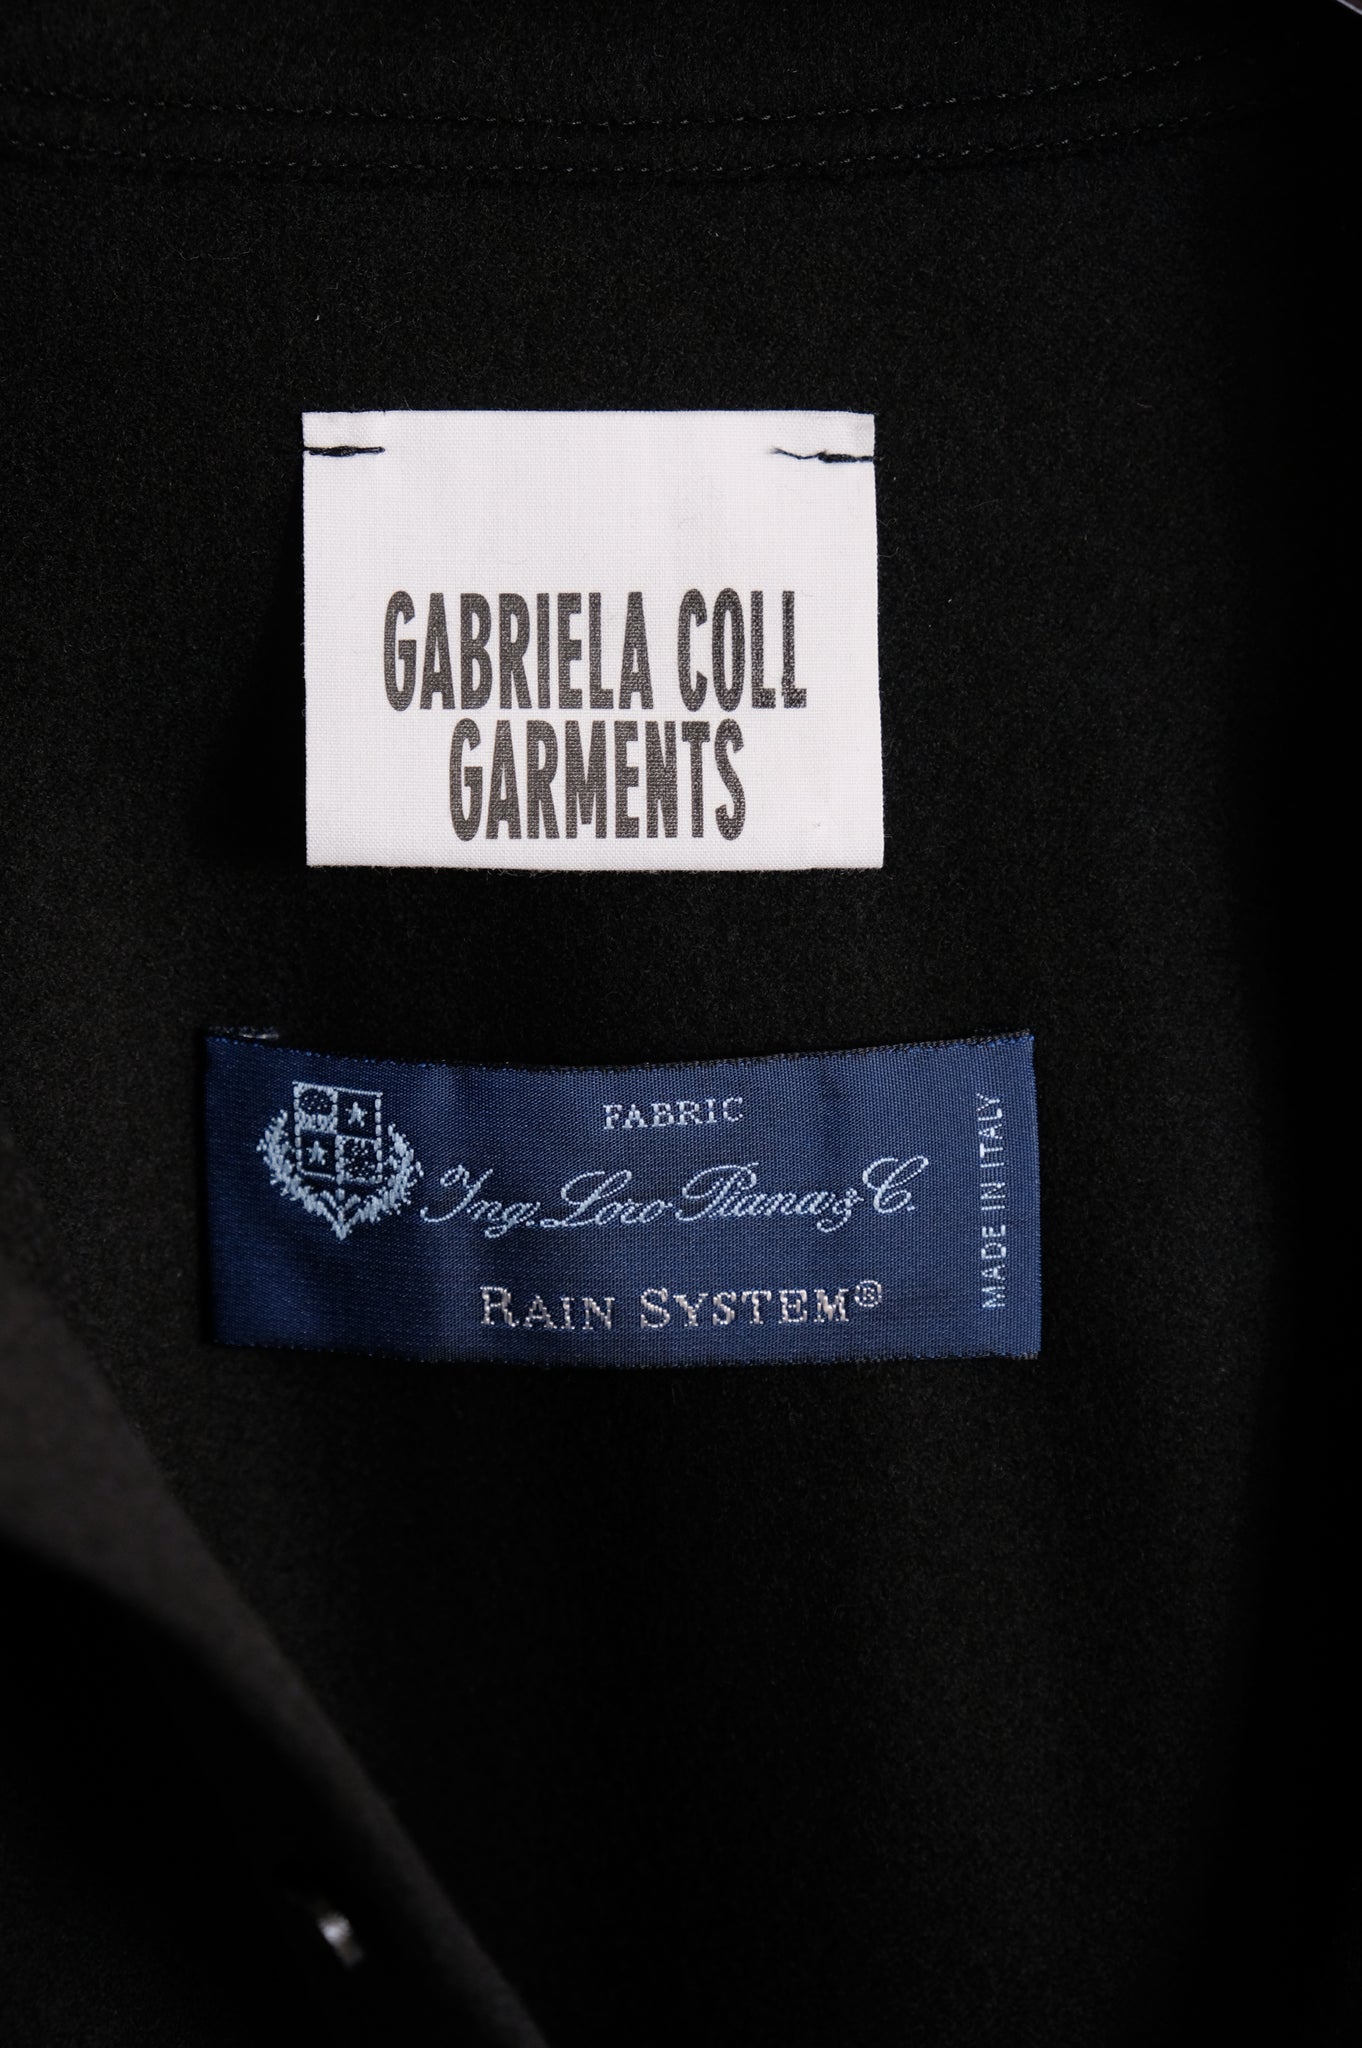 GABRIELA COLL
GARMENTS
FABRIC
Ing. Loro Piana & C.
RAIN SYSTEM®
MADE IN ITALY